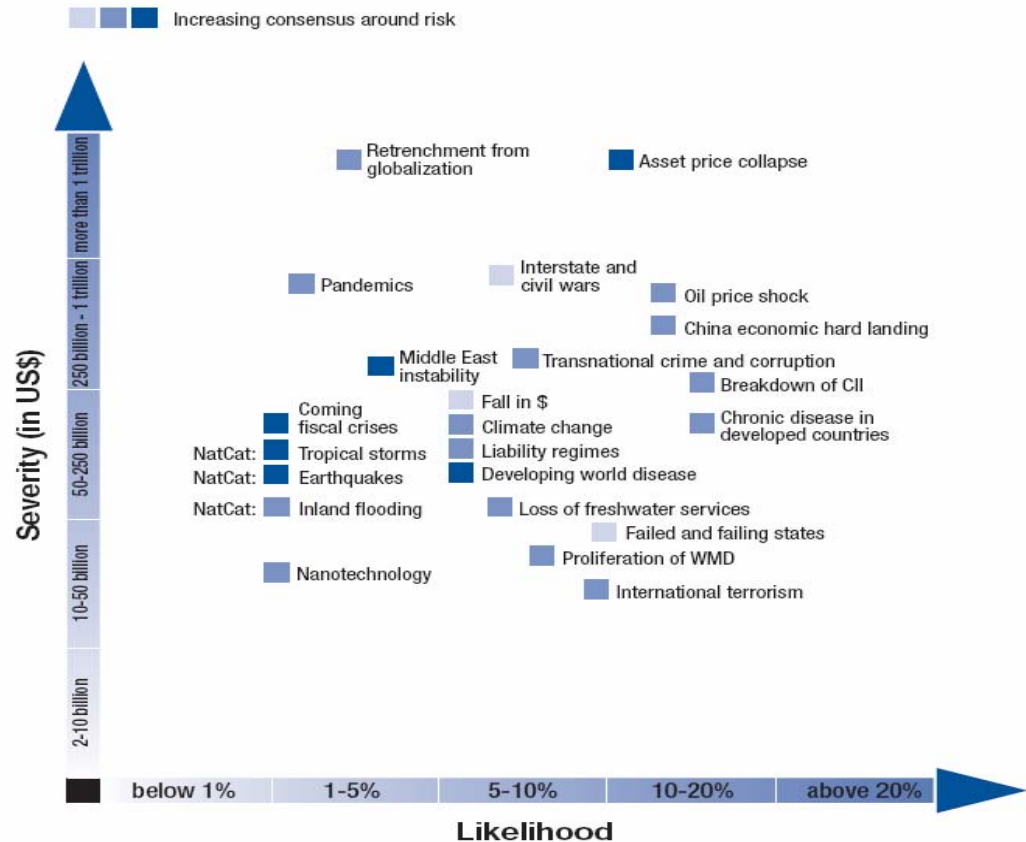 Increasing consensus around risk
Severity (in US$)
more than 1 trillion
250 billion - 1 trillion
50-250 billion
10-50 billion
2-10 billion
Retrenchment from
globalization
Asset price collapse
Pandemics
Interstate and
civil wars
Oil price shock
China economic hard landing
Middle East
instability
Transnational crime and corruption
Breakdown of CII
Fall in $
Coming
fiscal crises
Climate change
Chronic disease in
developed countries
NatCat: Tropical storms
Liability regimes
NatCat: Earthquakes
Developing world disease
NatCat: Inland flooding
Loss of freshwater services
Failed and failing states
Proliferation of WMD
Nanotechnology
International terrorism
below 1% 1-5% 5-10% 10-20% above 20%
Likelihood